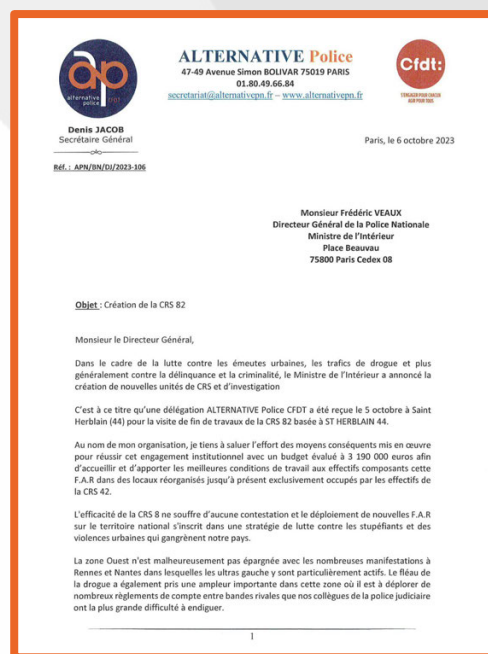 ap
alternative
police
ALTERNATIVE Police
47-49 Avenue Simon BOLIVAR 75019 PARIS
01.80.49.66.84
secretariat@alternativepn.fr – www.alternativepn.fr
Cfdt:
S'ENGAGER POUR CHACUN
AGIR POUR TOUS
Denis JACOB
Secrétaire Général
Réf. : APN/BN/DJ/2023-106
Paris, le 6 octobre 2023
Monsieur Frédéric VEAUX
Directeur Général de la Police Nationale
Ministre de l'Intérieur
Place Beauvau
75800 Paris Cedex 08
Objet : Création de la CRS 82
Monsieur le Directeur Général,
Dans le cadre de la lutte contre les émeutes urbaines, les trafics de drogue et plus
généralement contre la délinquance et la criminalité, le Ministre de l'Intérieur a annoncé la
création de nouvelles unités de CRS et d'investigation
C'est à ce titre qu'une délégation ALTERNATIVE Police CFDT a été reçue le 5 octobre à Saint
Herblain (44) pour la visite de fin de travaux de la CRS 82 basée à ST HERBLAIN 44.
Au nom de mon organisation, je tiens à saluer l'effort des moyens conséquents mis en œuvre
pour réussir cet engagement institutionnel avec un budget évalué à 3 190 000 euros afin
d'accueillir et d'apporter les meilleures conditions de travail aux effectifs composants cette
F.A.R dans des locaux réorganisés jusqu'à présent exclusivement occupés par les effectifs de
la CRS 42.
L'efficacité de la CRS 8 ne souffre d'aucune contestation et le déploiement de nouvelles F.A.R
sur le territoire national s'inscrit dans une stratégie de lutte contre les stupéfiants et des
violences urbaines qui gangrènent notre pays.
La zone Ouest n'est malheureusement pas épargnée avec les nombreuses manifestations à
Rennes et Nantes dans lesquelles les ultras gauche y sont particulièrement actifs. Le fléau de
la drogue a également pris une ampleur importante dans cette zone où il est à déplorer de
nombreux règlements de compte entre bandes rivales que nos collègues de la police judiciaire
ont la plus grande difficulté à endiguer.
1